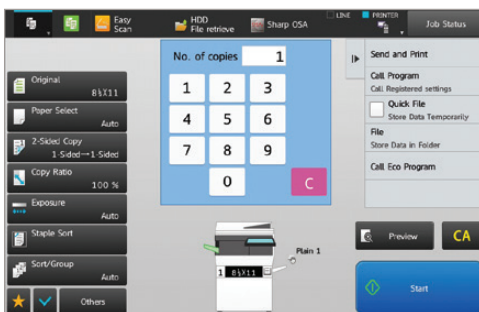 Easy
Scan
HDD
File retrieve
Sharp OSA
LINE
PRINTER
Job Status
Original
8½X11
Paper Select
Auto
2-Sided Copy
1-Sided→1-Sided
Copy Ratio
100 %
Exposure
Auto
Staple Sort
Sort/Group
Auto
Others
No. of copies 1
1 2 3
4 5 6
7 8 9
0 C
Plain 1
1 8½X11
Send and Print
Call Program
Call Registered settings
Quick File
Store Data Temporarily
File
Store Data in Folder
Call Eco Program
Preview
CA
Start